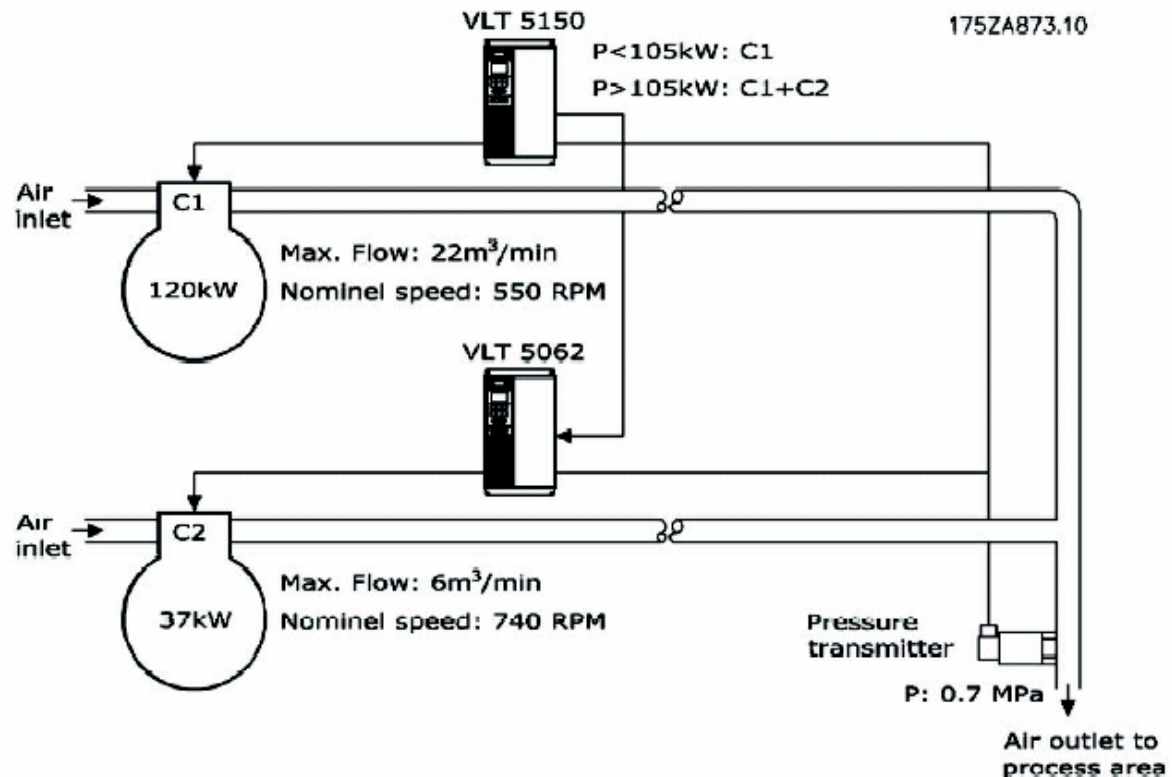 VLT 5150
175ZA873.10
P<105kW: C1
P>105kW: C1+C2
Air
inlet
C1
120kW
Max. Flow: 22m³/min
Nominel speed: 550 RPM
VLT 5062
Air
inlet
C2
37kW
Max. Flow: 6m³/min
Nominel speed: 740 RPM
Pressure
transmitter
P: 0.7 MPa
Air outlet to
process area